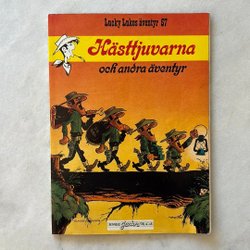 Lucky Lukes äventyr 67
Hästtjuvarna
och andra äventyr